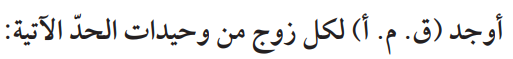 أوجد (ق. م. أ) لكل زوج من وحيدات الحدّ الآتية: